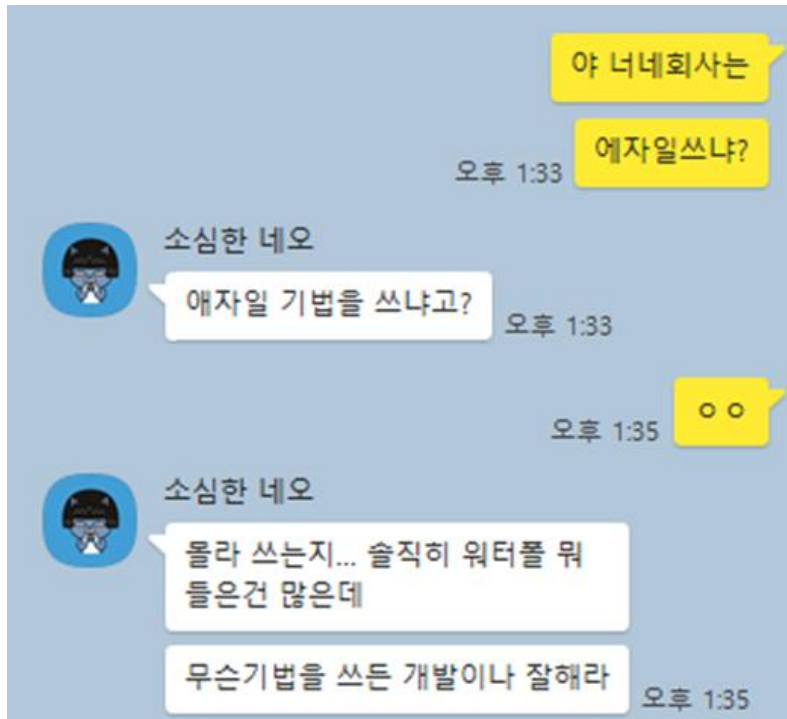 야 너네회사는
에자일쓰냐?
오후 1:33
소심한 네오
애자일 기법을 쓰냐고?
오후 1:33
ㅇㅇ
오후 1:35
소심한 네오
몰라 쓰는지... 솔직히 워터폴 뭐
들은건 많은데
무슨기법을 쓰든 개발이나 잘해라
오후 1:35